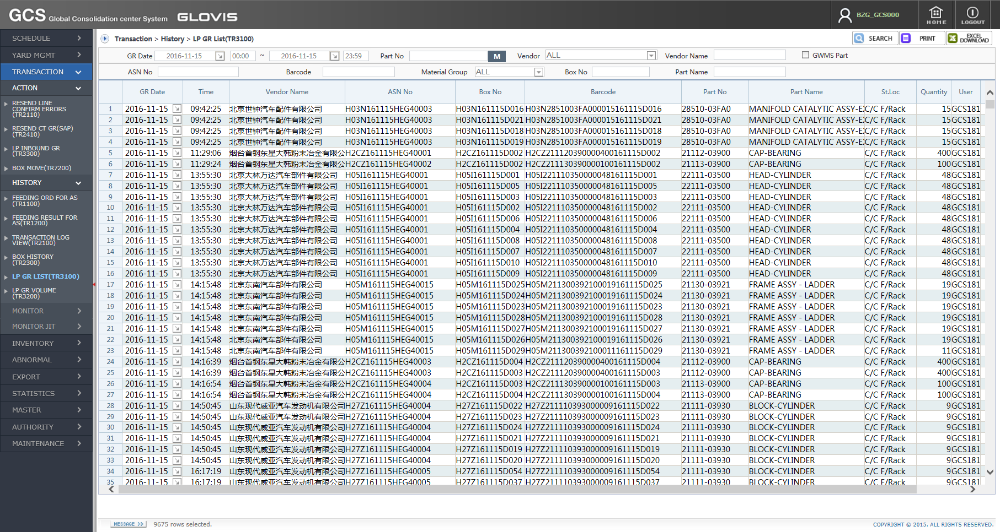 GCS Global Consolidation center System GLOVIS
BZG_GCS000
HOME
LOGOUT
SCHEDULE
YARD MGMT
TRANSACTION
ACTION
RESEND LINE
CONFIRM ERRORS
(TR2110)
RESEND CT GR(SAP)
(TR2410)
LP INBOUND GR
(TR3300)
BOX MOVE(TR7200)
HISTORY
FEEDING ORD FOR AS
(TR1100)
FEEDING RESULT FOR
AS(TR1200)
TRANSACTION LOG
VIEW(TR2100)
BOX HISTORY
(TR2300)
LP GR LIST(TR3100)
LP GR VOLUME
(TR3200)
MONITOR
MONITOR JIT
INVENTORY
ABNORMAL
EXPORT
STATISTICS
MASTER
AUTHORITY
MAINTENANCE
Transaction > History > LP GR List(TR3100)
SEARCH
PRINT
EXCEL
DOWNLOAD
GR Date 2016-11-15 00:00 ~ 2016-11-15 23:59 Part No M Vendor ALL Vendor Name GWMS Part
ASN No Barcode Material Group ALL Box No Part Name
GR Date Time Vendor Name ASN No Box No Barcode Part No Part Name St.Loc Quantity User
1 2016-11-15 09:42:25 北京世钟汽车配件有限公司 H03N161115HEG40003 H03N161115D016 H03N2851003FA000015161115D016 28510-03FA0 MANIFOLD CATALYTIC ASSY-EX C/C F/Rack 15 GCS181
2 2016-11-15 09:42:25 北京世钟汽车配件有限公司 H03N161115HEG40003 H03N161115D021 H03N2851003FA000015161115D021 28510-03FA0 MANIFOLD CATALYTIC ASSY-EX C/C F/Rack 15 GCS181
3 2016-11-15 09:42:25 北京世钟汽车配件有限公司 H03N161115HEG40003 H03N161115D018 H03N2851003FA000015161115D018 28510-03FA0 MANIFOLD CATALYTIC ASSY-EX C/C F/Rack 15 GCS181
4 2016-11-15 09:42:25 北京世钟汽车配件有限公司 H03N161115HEG40003 H03N161115D019 H03N2851003FA000015161115D019 28510-03FA0 MANIFOLD CATALYTIC ASSY-EX C/C F/Rack 15 GCS181
5 2016-11-15 11:29:06 烟台首钢东星大韩粉末冶金有限公 H2CZ161115HEG40001 H2CZ161115D002 H2CZ211120390000400161115D002 21112-03900 CAP-BEARING C/C F/Rack 400 GCS181
6 2016-11-15 11:29:24 烟台首钢东星大韩粉末冶金有限公 H2CZ161115HEG40002 H2CZ161115D002 H2CZ211130390000100161115D002 21113-03900 CAP-BEARING C/C F/Rack 100 GCS181
7 2016-11-15 13:55:30 北京大林万达汽车部件有限公司 H05I161115HEG40001 H05I161115D001 H05I221110350000048161115D001 22111-03500 HEAD-CYLINDER C/C F/Rack 48 GCS181
8 2016-11-15 13:55:30 北京大林万达汽车部件有限公司 H05I161115HEG40001 H05I161115D005 H05I221110350000048161115D005 22111-03500 HEAD-CYLINDER C/C F/Rack 48 GCS181
9 2016-11-15 13:55:30 北京大林万达汽车部件有限公司 H05I161115HEG40001 H05I161115D003 H05I221110350000048161115D003 22111-03500 HEAD-CYLINDER C/C F/Rack 48 GCS181
10 2016-11-15 13:55:30 北京大林万达汽车部件有限公司 H05I161115HEG40001 H05I161115D002 H05I221110350000048161115D002 22111-03500 HEAD-CYLINDER C/C F/Rack 48 GCS181
11 2016-11-15 13:55:30 北京大林万达汽车部件有限公司 H05I161115HEG40001 H05I161115D006 H05I221110350000048161115D006 22111-03500 HEAD-CYLINDER C/C F/Rack 48 GCS181
12 2016-11-15 13:55:30 北京大林万达汽车部件有限公司 H05I161115HEG40001 H05I161115D004 H05I221110350000048161115D004 22111-03500 HEAD-CYLINDER C/C F/Rack 48 GCS181
13 2016-11-15 13:55:30 北京大林万达汽车部件有限公司 H05I161115HEG40001 H05I161115D008 H05I221110350000048161115D008 22111-03500 HEAD-CYLINDER C/C F/Rack 48 GCS181
14 2016-11-15 13:55:30 北京大林万达汽车部件有限公司 H05I161115HEG40001 H05I161115D007 H05I221110350000048161115D007 22111-03500 HEAD-CYLINDER C/C F/Rack 48 GCS181
15 2016-11-15 13:55:30 北京大林万达汽车部件有限公司 H05I161115HEG40001 H05I161115D010 H05I221110350000048161115D010 22111-03500 HEAD-CYLINDER C/C F/Rack 48 GCS181
16 2016-11-15 13:55:30 北京大林万达汽车部件有限公司 H05I161115HEG40001 H05I161115D009 H05I221110350000048161115D009 22111-03500 HEAD-CYLINDER C/C F/Rack 48 GCS181
17 2016-11-15 14:15:48 北京东南汽车部件有限公司 H05M161115HEG40015 H05M161115D025 H05M211300392100019161115D025 21130-03921 FRAME ASSY - LADDER C/C F/Rack 19 GCS181
18 2016-11-15 14:15:48 北京东南汽车部件有限公司 H05M161115HEG40015 H05M161115D024 H05M211300392100019161115D024 21130-03921 FRAME ASSY - LADDER C/C F/Rack 19 GCS181
19 2016-11-15 14:15:48 北京东南汽车部件有限公司 H05M161115HEG40015 H05M161115D023 H05M211300392100019161115D023 21130-03921 FRAME ASSY - LADDER C/C F/Rack 19 GCS181
20 2016-11-15 14:15:48 北京东南汽车部件有限公司 H05M161115HEG40015 H05M161115D028 H05M211300392100019161115D028 21130-03921 FRAME ASSY - LADDER C/C F/Rack 19 GCS181
21 2016-11-15 14:15:48 北京东南汽车部件有限公司 H05M161115HEG40015 H05M161115D027 H05M211300392100019161115D027 21130-03921 FRAME ASSY - LADDER C/C F/Rack 19 GCS181
22 2016-11-15 14:15:48 北京东南汽车部件有限公司 H05M161115HEG40015 H05M161115D026 H05M211300392100019161115D026 21130-03921 FRAME ASSY - LADDER C/C F/Rack 19 GCS181
23 2016-11-15 14:15:48 北京东南汽车部件有限公司 H05M161115HEG40015 H05M161115D029 H05M211300392100011161115D029 21130-03921 FRAME ASSY - LADDER C/C F/Rack 11 GCS181
24 2016-11-15 14:16:39 烟台首钢东星大韩粉末冶金有限公 H2CZ161115HEG40003 H2CZ161115D004 H2CZ211120390000400161115D004 21112-03900 CAP-BEARING C/C F/Rack 400 GCS181
25 2016-11-15 14:16:39 烟台首钢东星大韩粉末冶金有限公 H2CZ161115HEG40003 H2CZ161115D003 H2CZ211120390000400161115D003 21112-03900 CAP-BEARING C/C F/Rack 400 GCS181
26 2016-11-15 14:16:54 烟台首钢东星大韩粉末冶金有限公 H2CZ161115HEG40004 H2CZ161115D003 H2CZ211130390000100161115D003 21113-03900 CAP-BEARING C/C F/Rack 100 GCS181
27 2016-11-15 14:16:54 烟台首钢东星大韩粉末冶金有限公 H2CZ161115HEG40004 H2CZ161115D004 H2CZ211130390000100161115D004 21113-03900 CAP-BEARING C/C F/Rack 100 GCS181
28 2016-11-15 14:50:45 山东现代威亚汽车发动机有限公司 H27Z161115HEG40004 H27Z161115D022 H27Z211110393000009161115D022 21111-03930 BLOCK-CYLINDER C/C F/Rack 9 GCS181
29 2016-11-15 14:50:45 山东现代威亚汽车发动机有限公司 H27Z161115HEG40004 H27Z161115D023 H27Z211110393000009161115D023 21111-03930 BLOCK-CYLINDER C/C F/Rack 9 GCS181
30 2016-11-15 14:50:45 山东现代威亚汽车发动机有限公司 H27Z161115HEG40004 H27Z161115D024 H27Z211110393000009161115D024 21111-03930 BLOCK-CYLINDER C/C F/Rack 9 GCS181
31 2016-11-15 14:50:45 山东现代威亚汽车发动机有限公司 H27Z161115HEG40004 H27Z161115D021 H27Z211110393000009161115D021 21111-03930 BLOCK-CYLINDER C/C F/Rack 9 GCS181
32 2016-11-15 14:50:45 山东现代威亚汽车发动机有限公司 H27Z161115HEG40004 H27Z161115D019 H27Z211110393000009161115D019 21111-03930 BLOCK-CYLINDER C/C F/Rack 9 GCS181
33 2016-11-15 14:50:45 山东现代威亚汽车发动机有限公司 H27Z161115HEG40004 H27Z161115D020 H27Z211110393000009161115D020 21111-03930 BLOCK-CYLINDER C/C F/Rack 9 GCS181
34 2016-11-15 16:17:19 山东现代威亚汽车发动机有限公司 H27Z161115HEG40005 H27Z161115D054 H27Z211110393000009161115D054 21111-03930 BLOCK-CYLINDER C/C F/Rack 9 GCS181
35 2016-11-15 16:17:19 山东现代威亚汽车发动机有限公司 H27Z161115HEG40005 H27Z161115D037 H27Z211110393000009161115D037 21111-03930 BLOCK-CYLINDER C/C F/Rack 9 GCS181
MESSAGE >> 9675 rows selected.
COPYRIGHT © 2015. ALL RIGHTS RESERVED.